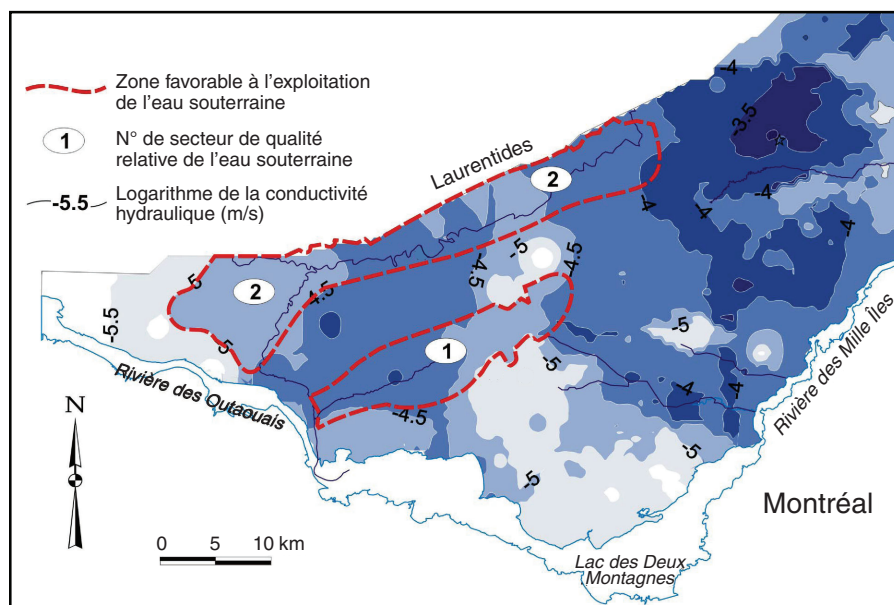 Zone favorable à l'exploitation
de l'eau souterraine
1
N° de secteur de qualité
relative de l'eau souterraine
-5.5
Logarithme de la conductivité
hydraulique (m/s)
Laurentides
2
2
1
-4
-3.5
-4
-4
-4
-4
-4.5
-4.5
-5
-4.5
5
5
-5.5
-5
-5
-4
-4
-4.5
-5
-5
Rivière des Outaouais
Rivière des Mille Îles
N
0 5 10 km
Montréal
Lac des Deux
Montagnes